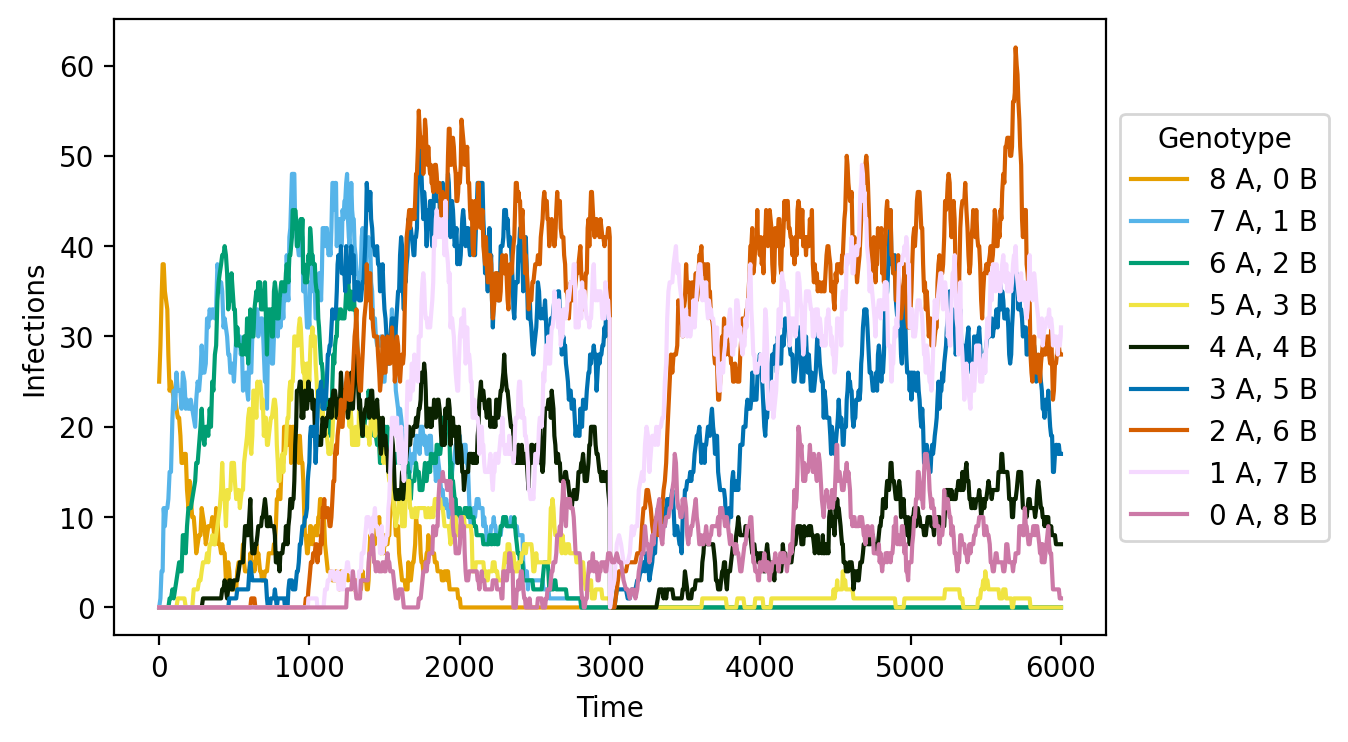 60
50
40
30
20
10
0
Infections
0
1000
2000
3000
4000
5000
6000
Time
Genotype
8 A, 0 B
7 A, 1 B
6 A, 2 B
5 A, 3 B
4 A, 4 B
3 A, 5 B
2 A, 6 B
1 A, 7 B
0 A, 8 B